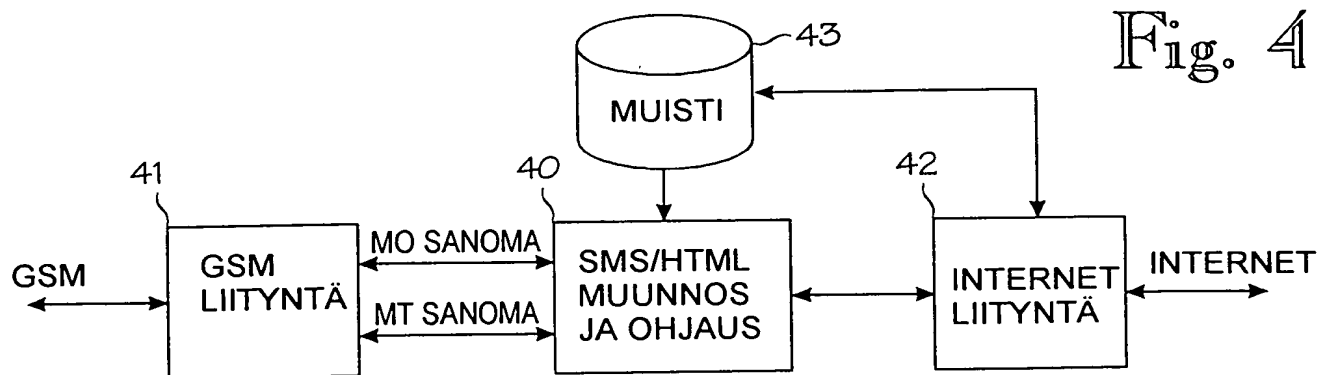 Fig. 4
43
MUISTI
41
40
42
GSM
GSM
LIITYNTÄ
MO SANOMA
MT SANOMA
SMS/HTML
MUUNNOS
JA OHJAUS
INTERNET
LIITYNTÄ
INTERNET